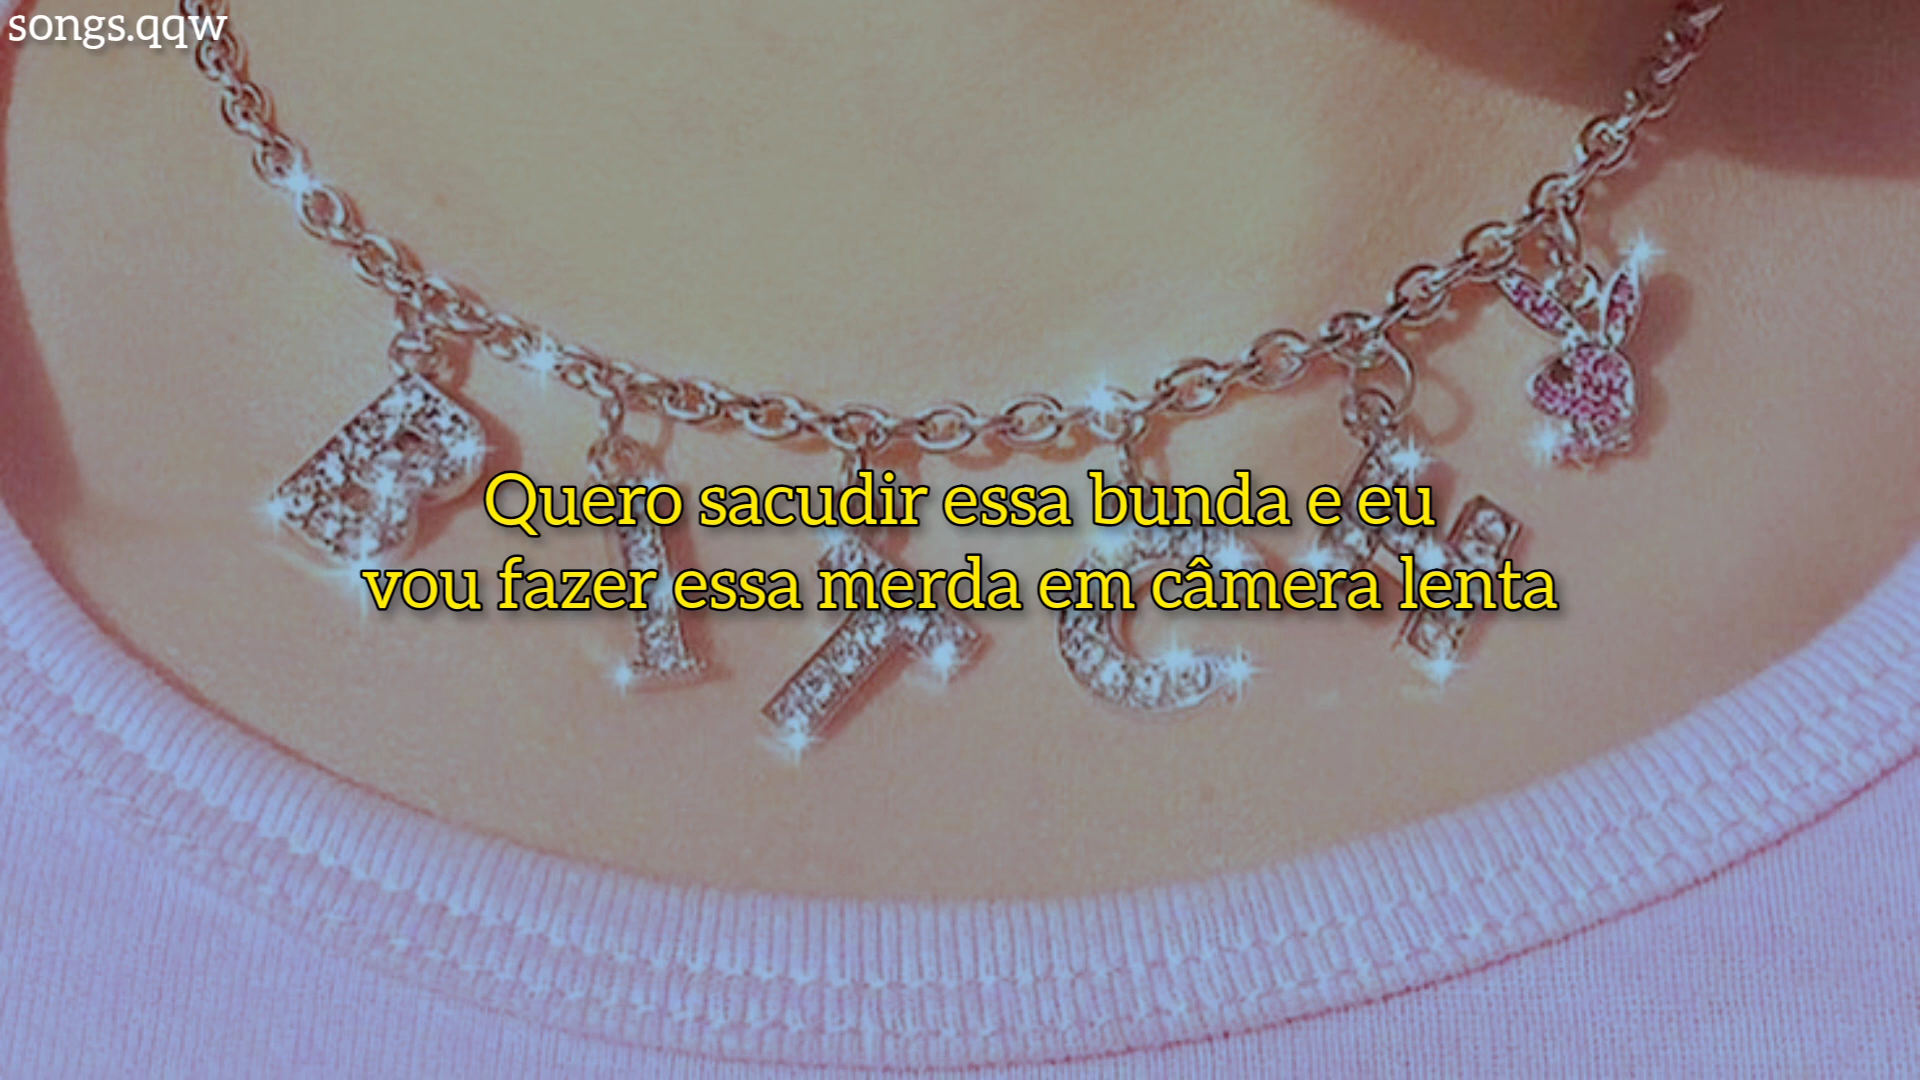 songs.qqw
BITCH
Quero sacudir essa bunda e eu
vou fazer essa merda em câmera lenta